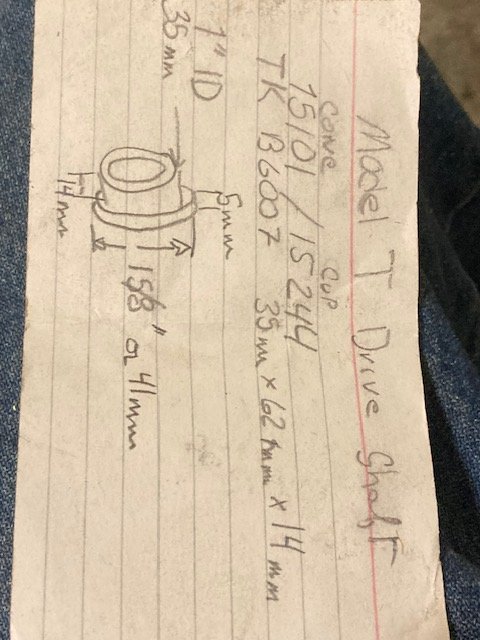 Model T Drive Shaft
Cone Cup
15101 / 15244
TK B6007 35mm x 62mm x 14mm
1" ID
35mm
5mm
14mm
1 5/8" or 41mm